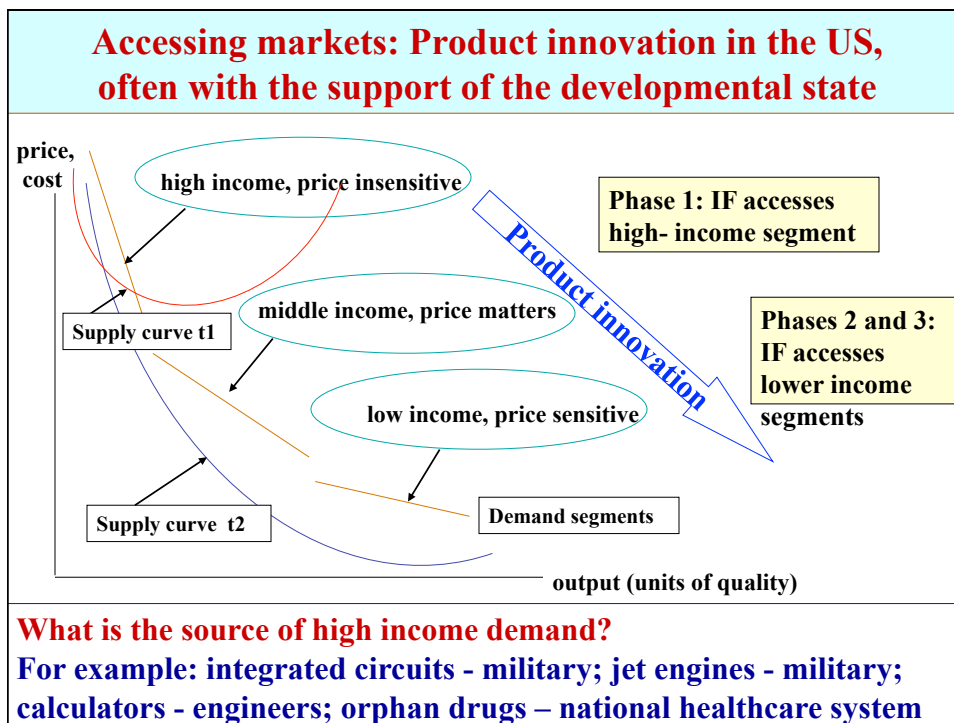 Accessing markets: Product innovation in the US,
often with the support of the developmental state
price,
cost
high income, price insensitive
Phase 1: IF accesses
high- income segment
Product innovation
middle income, price matters
Supply curve t1
Phases 2 and 3:
IF accesses
lower income
segments
low income, price sensitive
Supply curve  t2
Demand segments
output (units of quality)
What is the source of high income demand?
For example: integrated circuits - military; jet engines - military;
calculators - engineers; orphan drugs – national healthcare system